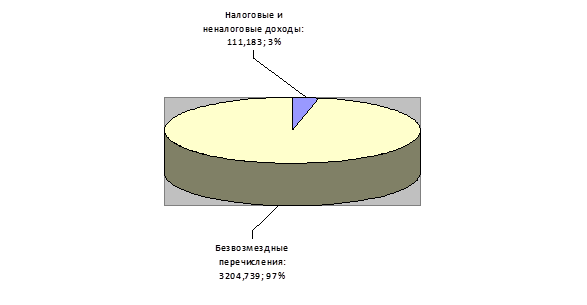 Налоговые и
неналоговые доходы:
111,183; 3%
Безвозмездные
перечисления:
3204,739; 97%